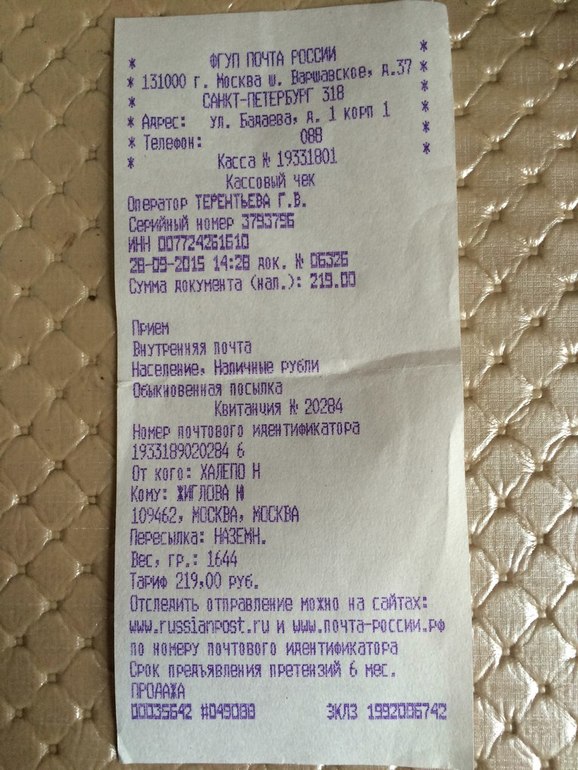 * ФГУП ПОЧТА РОССИИ *
* 131000 г. Москва ш. Варшавское, д.37 *
* САНКТ-ПЕТЕРБУРГ 318 *
* Адрес: ул. Бадаева, д. 1 корп 1 *
* Телефон: 088 *
* Касса № 19331801 *
Кассовый чек
Оператор ТЕРЕНТЬЕВА Г.В.
Серийный номер 3793796
ИНН 007724261610
28-09-2015 14:28 док. № 06326
Сумма документа (нал.): 219.00
Прием
Внутренняя почта
Население, Наличные рубли
Обыкновенная посылка
Квитанция № 20284
Номер почтового идентификатора
1933189020284 6
От кого: ХАЛЕПО Н
Кому: ЖИГЛОВА
109462, МОСКВА, МОСКВА
Пересылка: НАЗЕМН.
Вес, гр.: 1644
Тариф 219,00 руб.
Отследить отправление можно на сайтах:
www.russianpost.ru и www.почта-россии.рф
по номеру почтового идентификатора
Срок предъявления претензий 6 мес.
ПРОДАЖА
00035642 #049088 ЭКЛЗ 1992006742